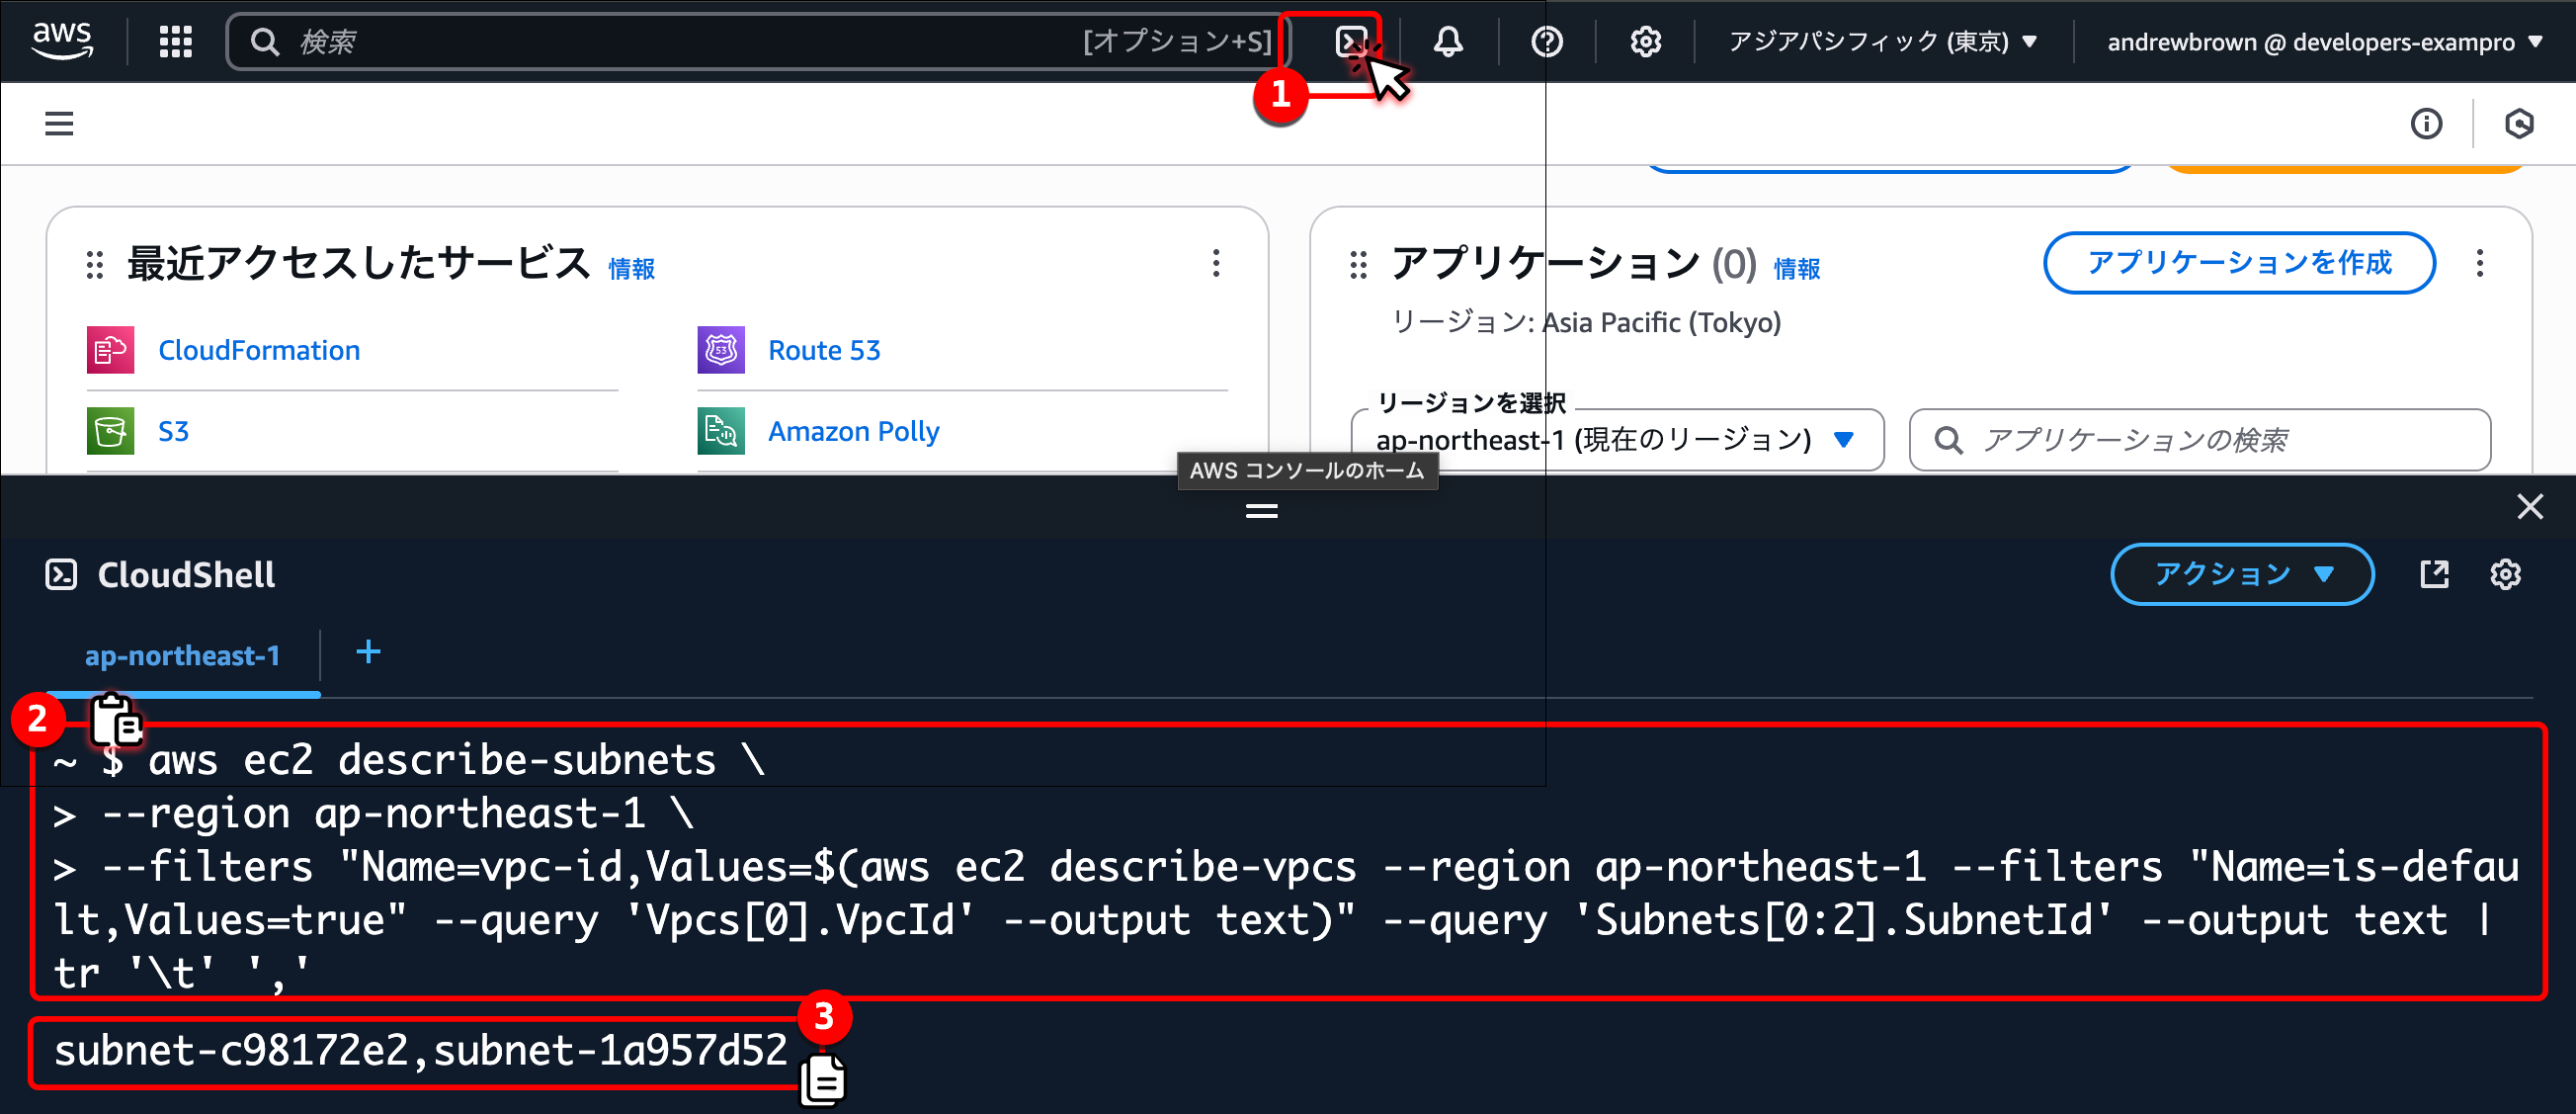 aws
検索
[オプション+S]
アジアパシフィック (東京)
andrewbrown @ developers-exampro
1
最近アクセスしたサービス 情報
CloudFormation
Route 53
S3
Amazon Polly
アプリケーション (0) 情報
アプリケーションを作成
リージョン: Asia Pacific (Tokyo)
リージョンを選択
ap-northeast-1 (現在のリージョン)
アプリケーションの検索
AWS コンソールのホーム
CloudShell
アクション
ap-northeast-1
+
2
~ $ aws ec2 describe-subnets \
> --region ap-northeast-1 \
> --filters "Name=vpc-id,Values=$(aws ec2 describe-vpcs --region ap-northeast-1 --filters "Name=is-defau
lt,Values=true" --query 'Vpcs[0].VpcId' --output text)" --query 'Subnets[0:2].SubnetId' --output text |
tr '\t' ','
3
subnet-c98172e2,subnet-1a957d52